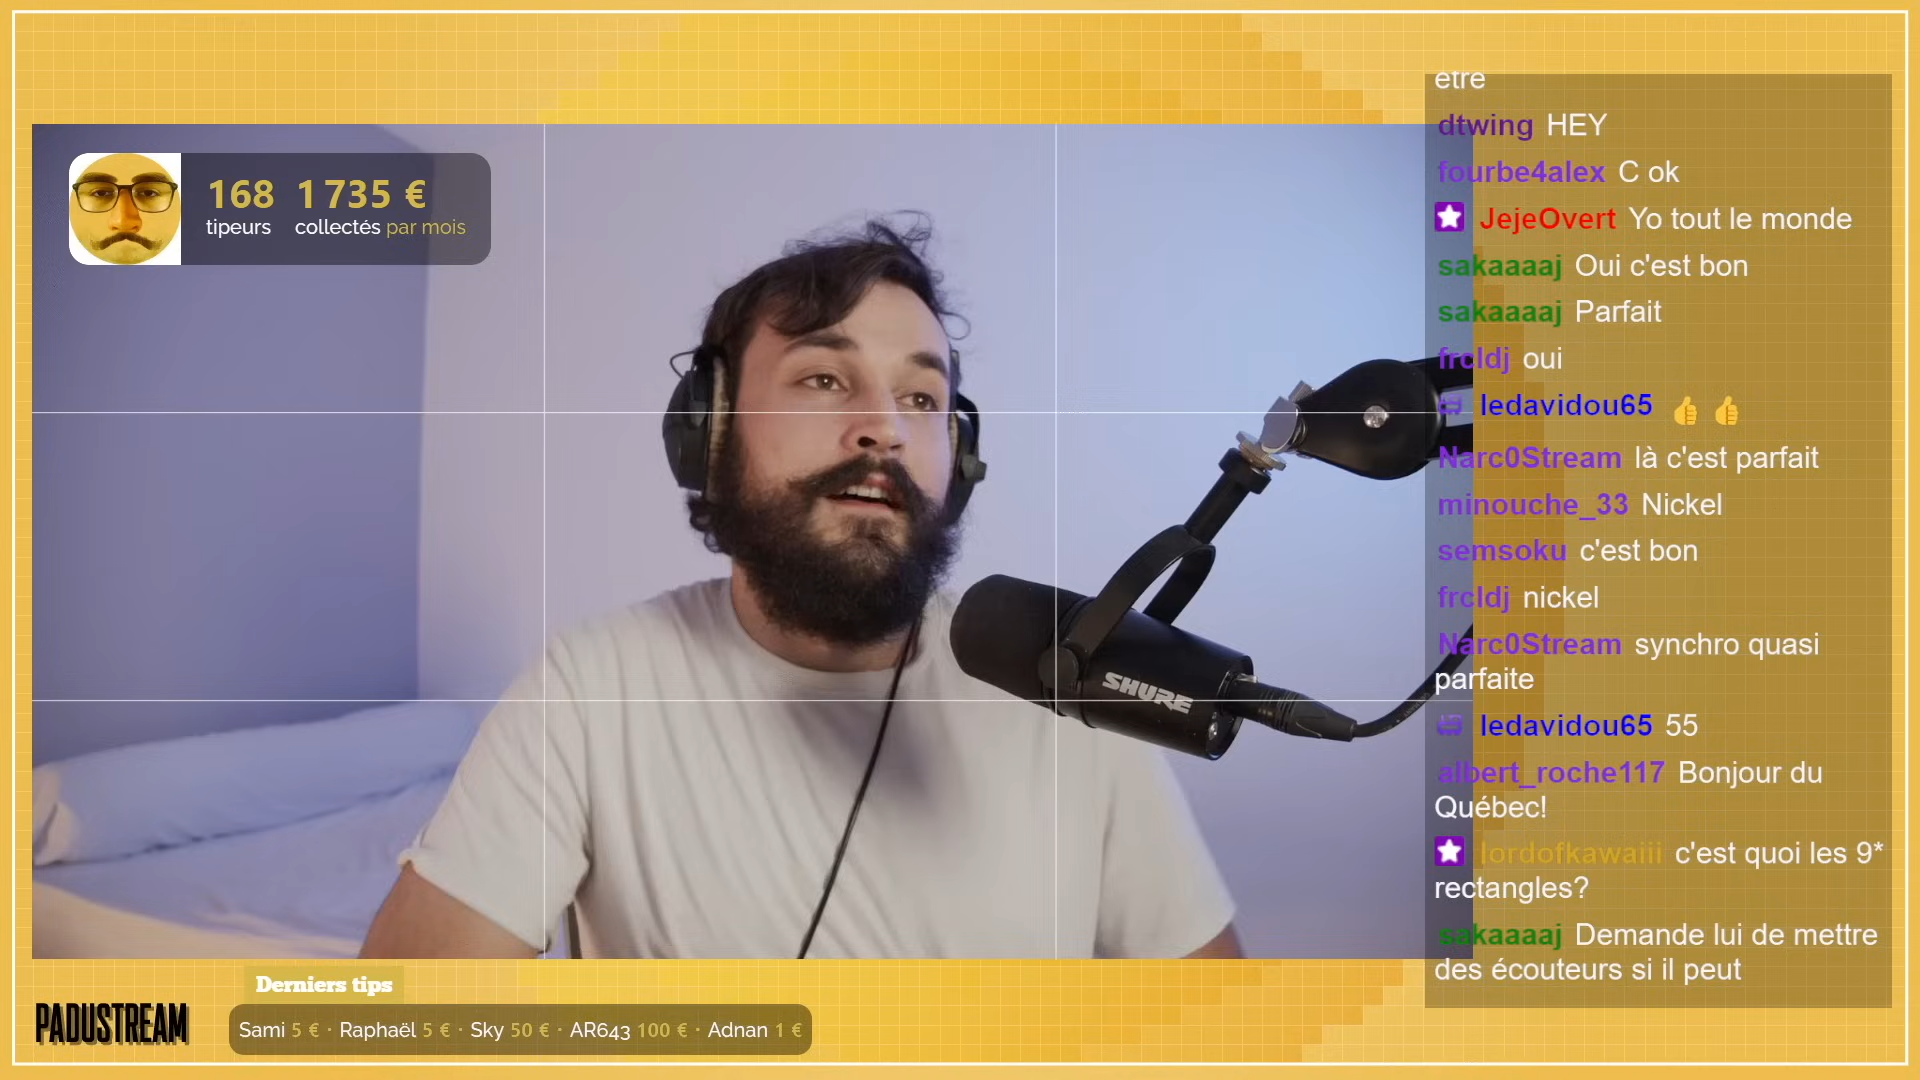 168 1 735 €
tipeurs collectés par mois
etre
dtwing HEY
fourbe4alex C ok
JejeOvert Yo tout le monde
sakaaaaj Oui c'est bon
sakaaaaj Parfait
frcldj oui
ledavidou65 👍 👍
Narc0Stream là c'est parfait
minouche_33 Nickel
semsoku c'est bon
frcldj nickel
Narc0Stream synchro quasi
parfaite
ledavidou65 55
albert_roche117 Bonjour du
Québec!
lordofkawaiii c'est quoi les 9*
rectangles?
sakaaaaj Demande lui de mettre
des écouteurs si il peut
SHURE
Derniers tips
PADUSTREAM
Sami 5 € · Raphaël 5 € · Sky 50 € · AR643 100 € · Adnan 1 €